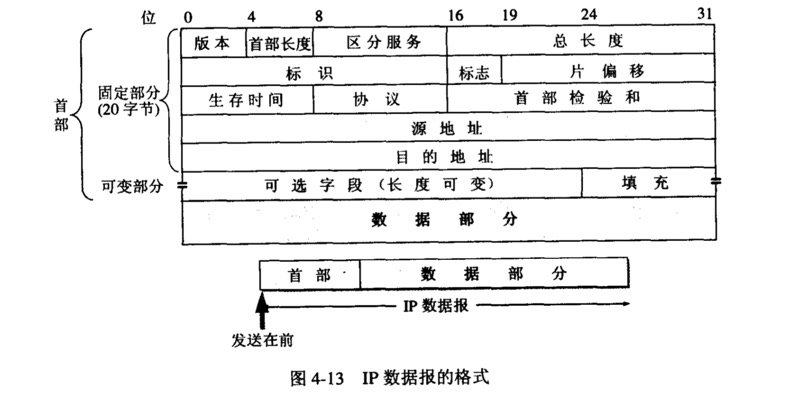 位 0 4 8 16 19 24 31
版本 首部长度 区分服务 总长度
标识 标志 片偏移
生存时间 协议 首部检验和
源地址
目的地址
可选字段（长度可变） 填充
数据部分
首部
固定部分
(20字节)
可变部分
首部 数据部分
IP 数据报
发送在前
图 4-13 IP 数据报的格式